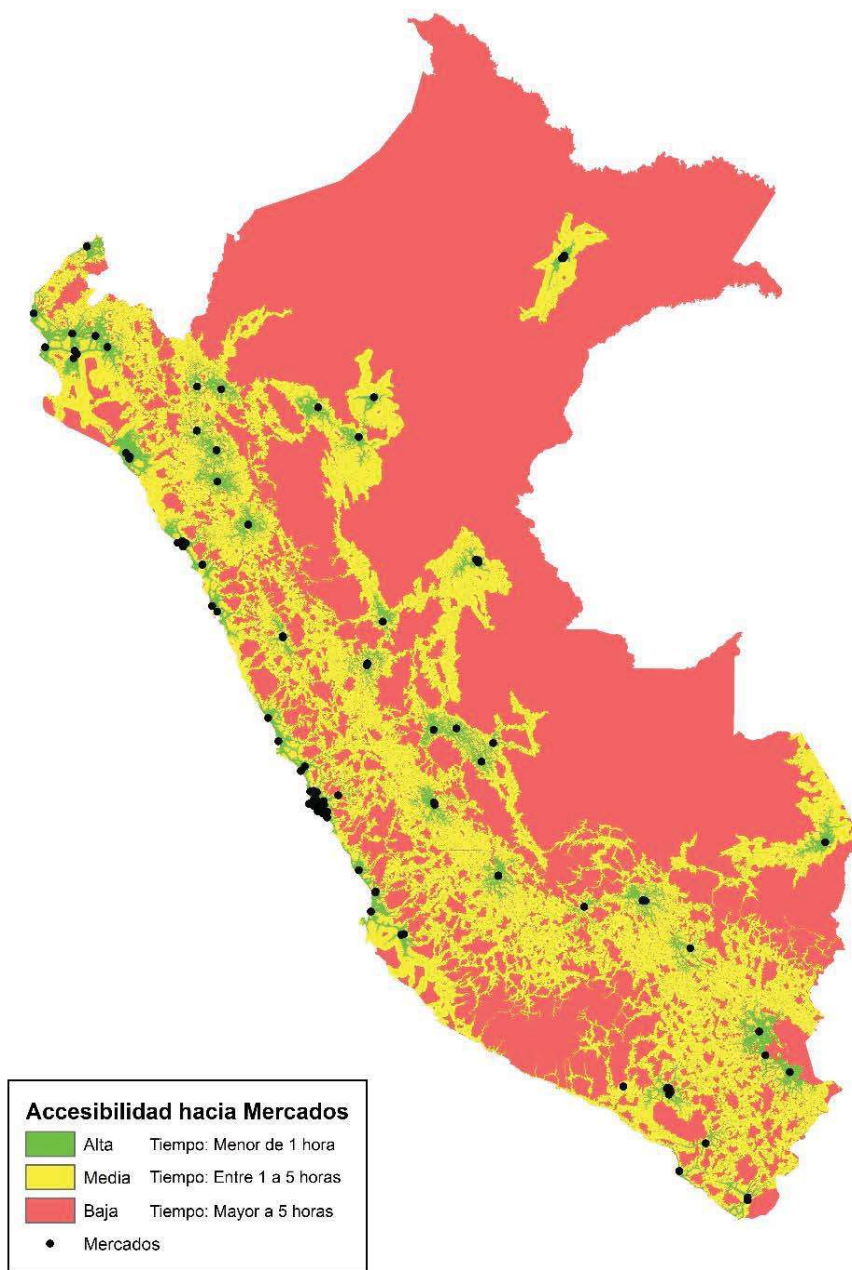 Accesibilidad hacia Mercados
Alta Tiempo: Menor de 1 hora
Media Tiempo: Entre 1 a 5 horas
Baja Tiempo: Mayor a 5 horas
Mercados